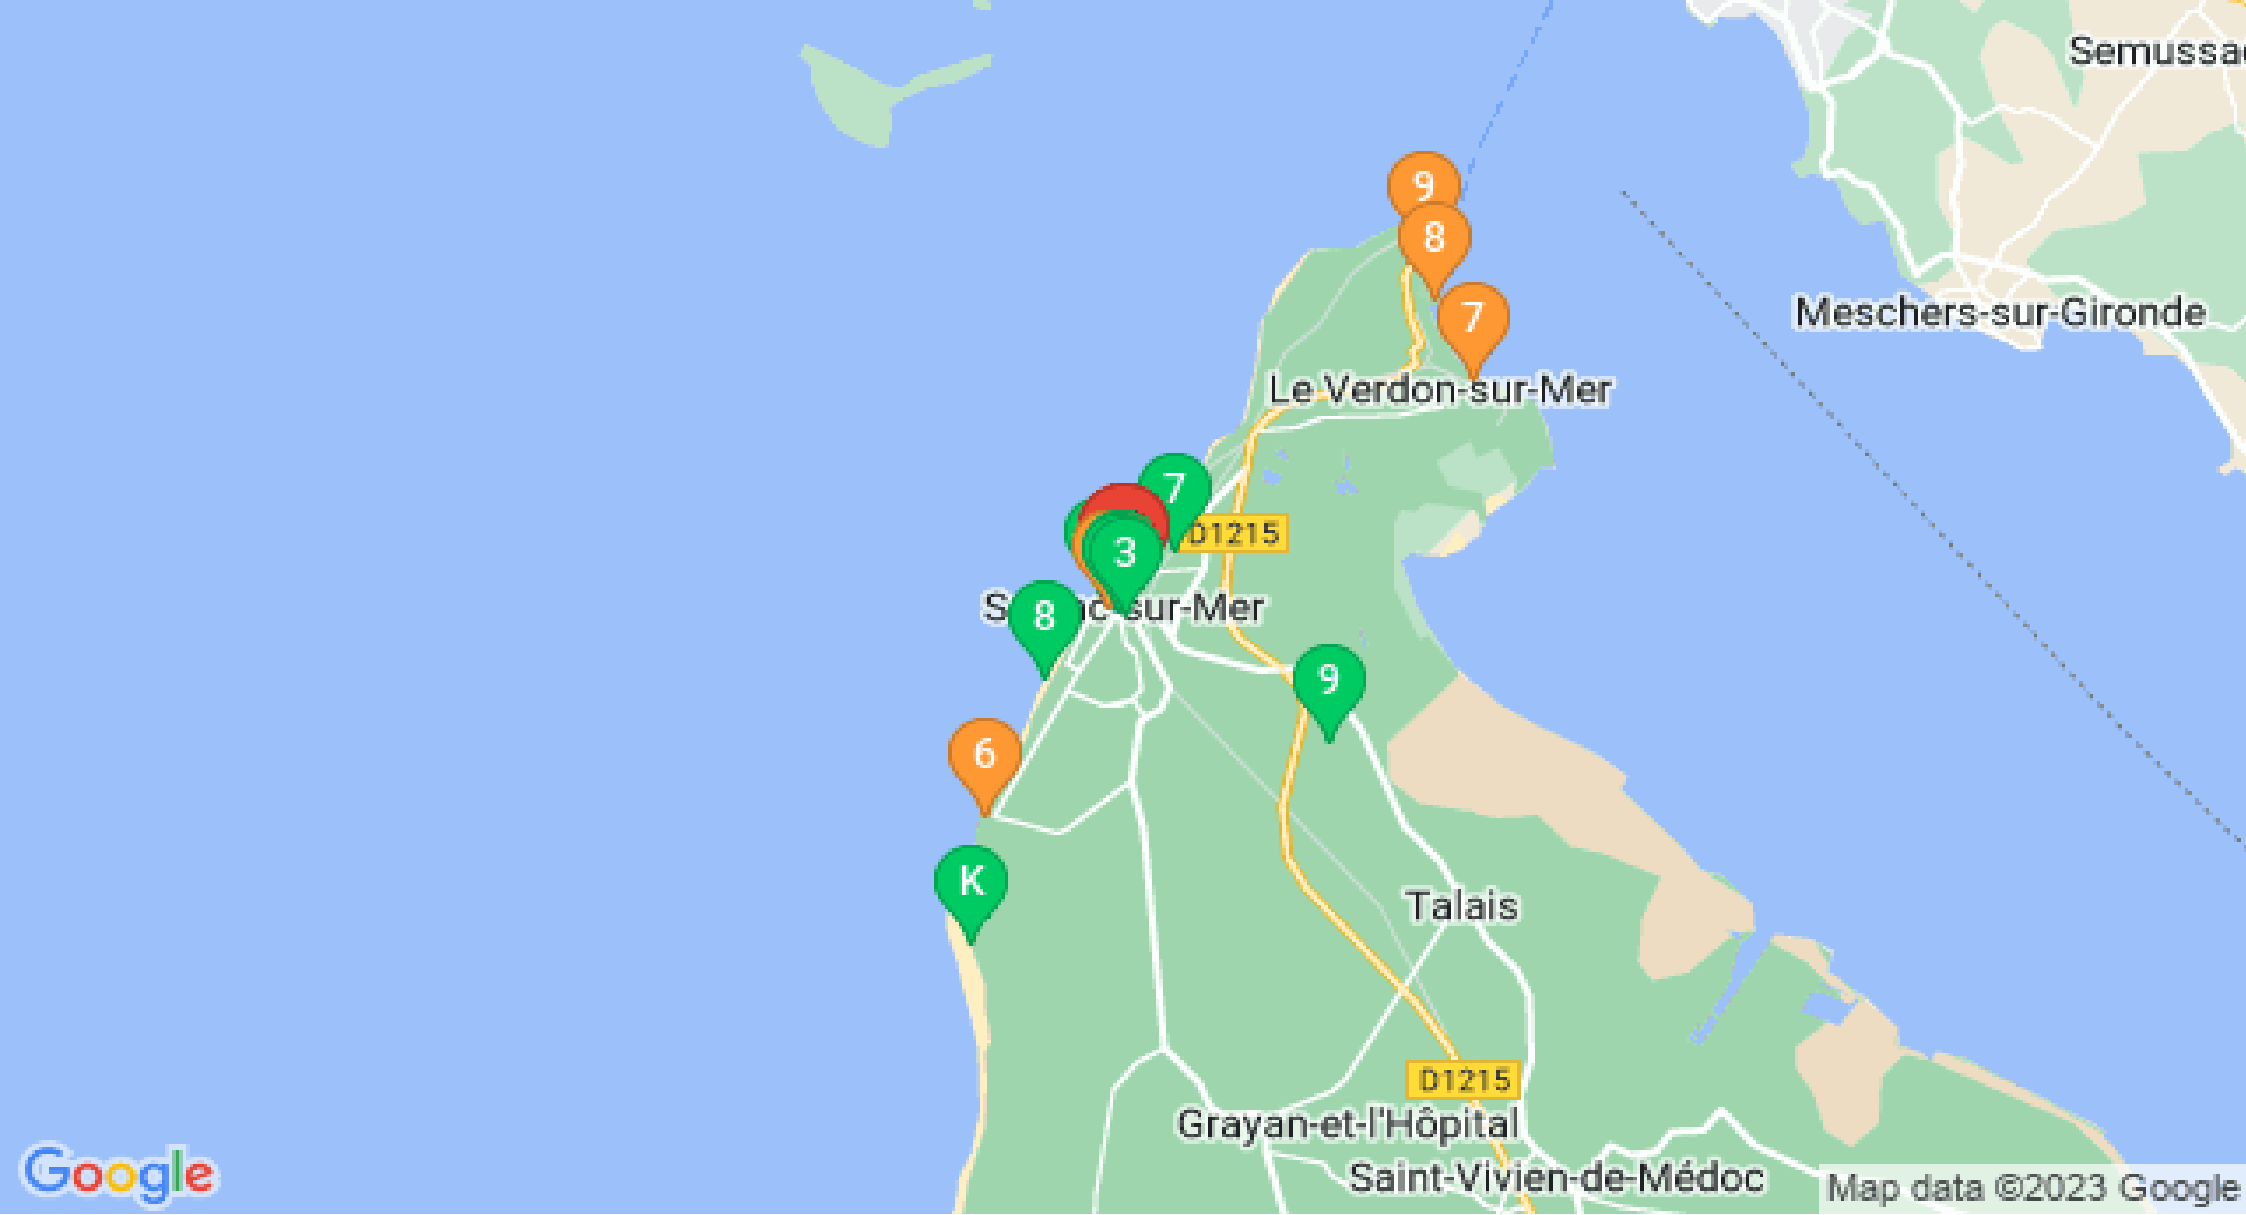 Semussa
9
8
Meschers-sur-Gironde
7
Le Verdon-sur-Mer
7
D1215
3
sur-Mer
8
9
6
K
Talais
D1215
Grayan-et-l'Hôpital
Saint-Vivien-de-Médoc
Google
Map data ©2023 Google